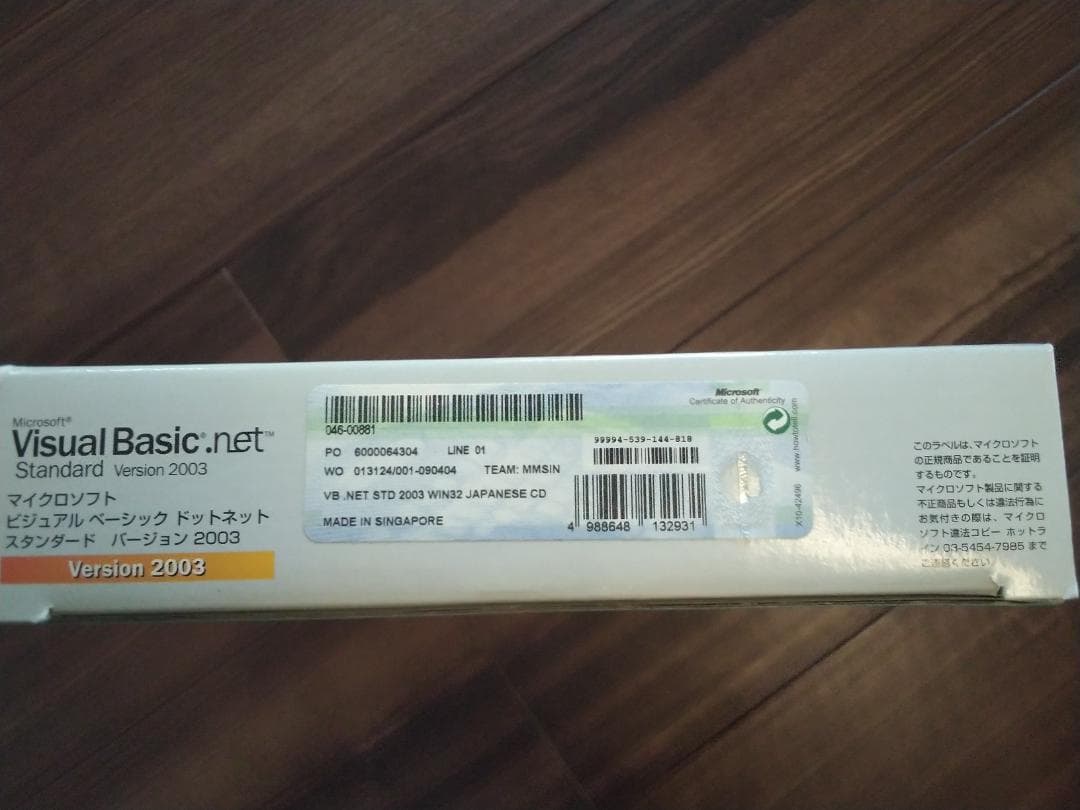 Microsoft®
Visual Basic®.net™
Standard Version 2003
マイクロソフト
ビジュアル ベーシック ドットネット
スタンダード バージョン 2003
Version 2003
046-00881
PO 6000064304 LINE 01
WO 013124/001-090404 TEAM: MMSIN
VB .NET STD 2003 WIN32 JAPANESE CD
MADE IN SINGAPORE
Microsoft®
Certificate of Authenticity
99994-539-144-818
4 988648 132931
www.howtotell.com
X10-42496
このラベルは、マイクロソフト
の正規商品であることを証明
するものです。
マイクロソフト製品に関する
不正商品もしくは違法行為に
お気付きの際は、マイクロ
ソフト違法コピー ホットラ
イン 03-5454-7985 まで
ご連絡ください